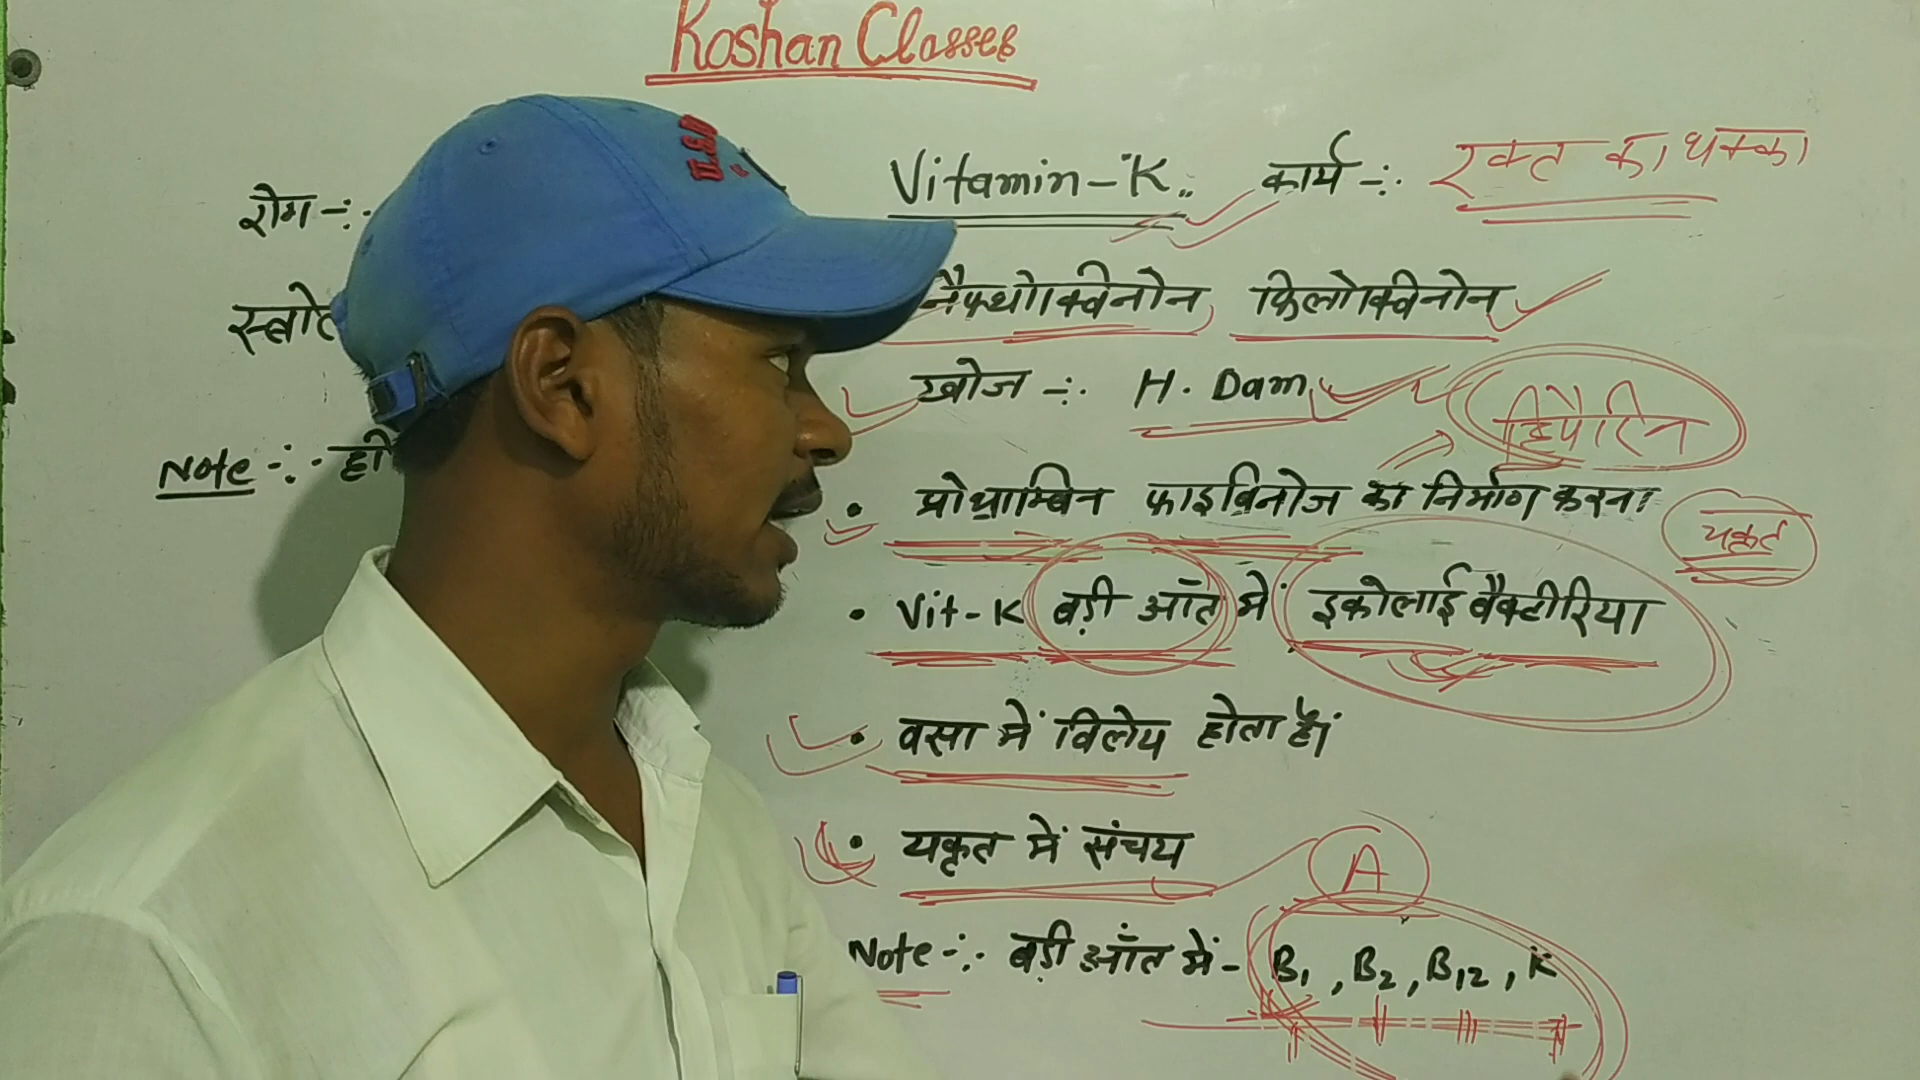 Roshan Classes
U.S.A
Vitamin-K,, कार्य -:- रक्त का थक्का
रोग -:-
नैफ्थोक्विनोन फिलोक्विनोन
स्त्रोत
खोज -:- H. Dam हिपैरिन
Note -:- हो
• प्रोथ्राम्बिन फाइब्रिनोज का निर्माण करना यकृत
• Vit-K बड़ी आँत में इकोलाई बैक्टीरिया
• वसा में विलेय होता है।
• यकृत में संचय A
Note -:- बड़ी आँत में- B₁, B₂, B₁₂, K